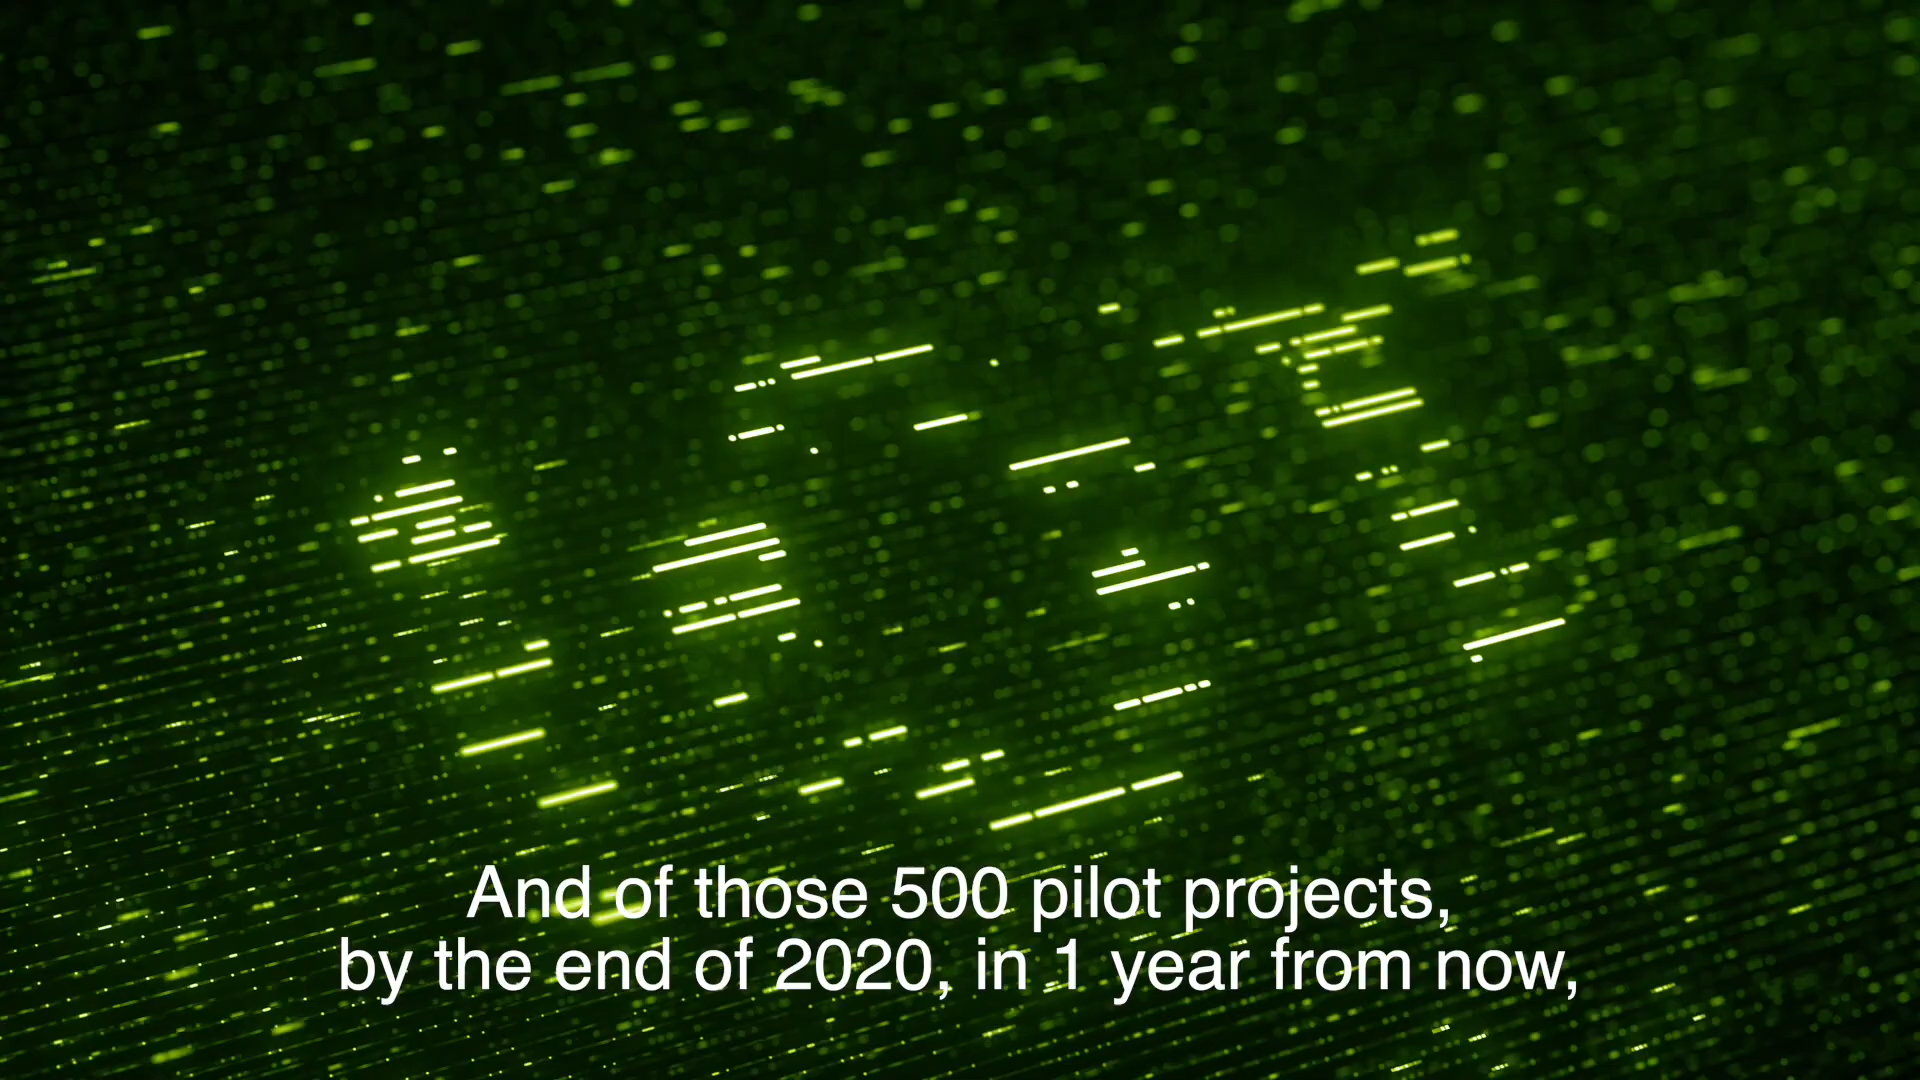 And of those 500 pilot projects,
by the end of 2020, in 1 year from now,